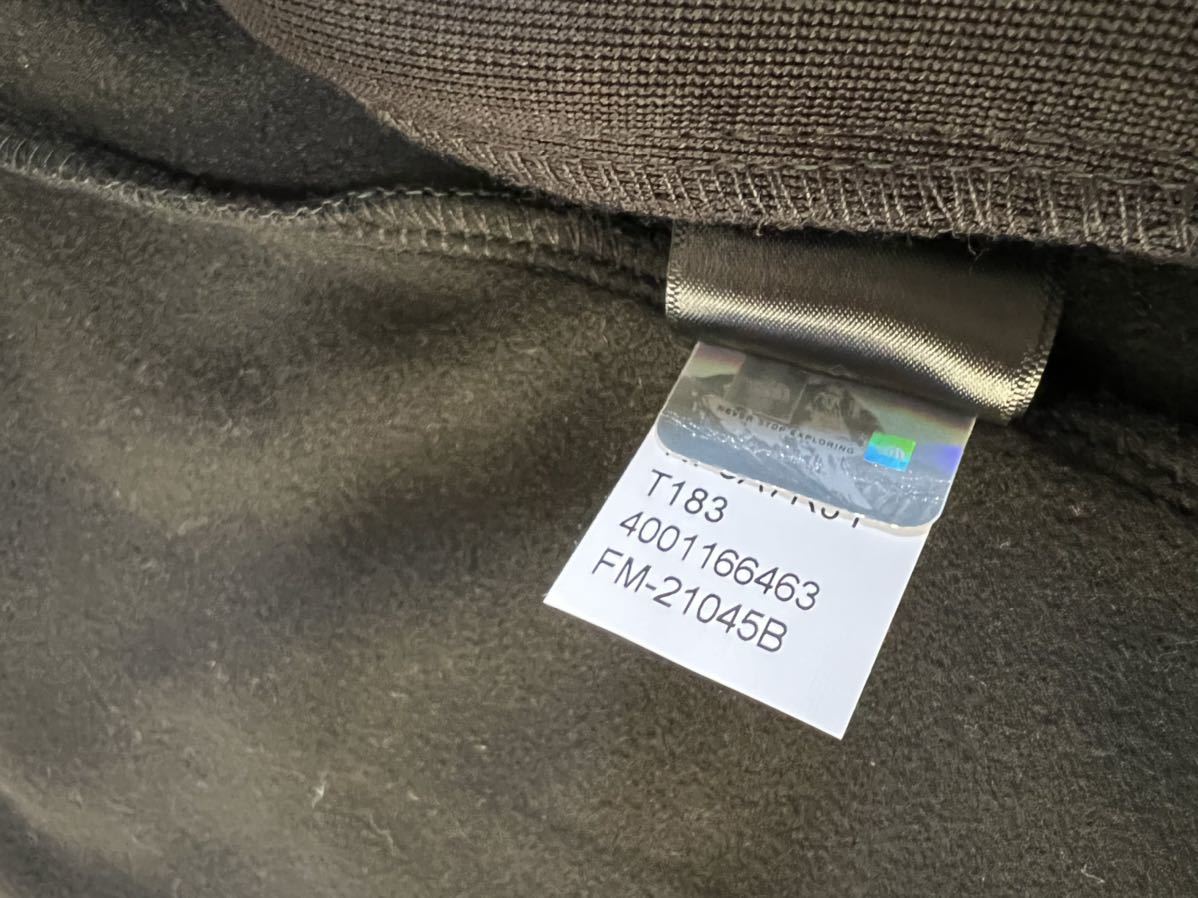 NEVER STOP EXPLORING
T183
4001166463
FM-21045B